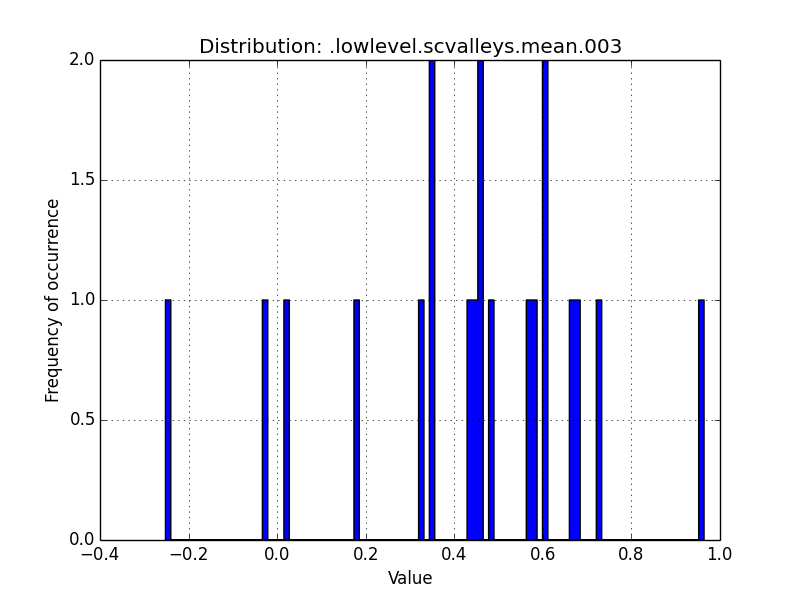 Distribution: .lowlevel.scvalleys.mean.003
2.0
1.5
1.0
0.5
0.0
Frequency of occurrence
−0.4 −0.2 0.0 0.2 0.4 0.6 0.8 1.0
Value